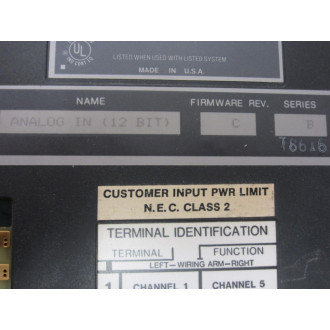 UL
LISTED WHEN USED WITH LISTED SYSTEM
MADE IN U.S.A.
NAME FIRMWARE REV. SERIES
ANALOG IN (12 BIT) C B
CUSTOMER INPUT PWR LIMIT
N.E.C. CLASS 2
TERMINAL IDENTIFICATION
TERMINAL FUNCTION
LEFT-WIRING ARM-RIGHT
1 CHANNEL 1 CHANNEL 5